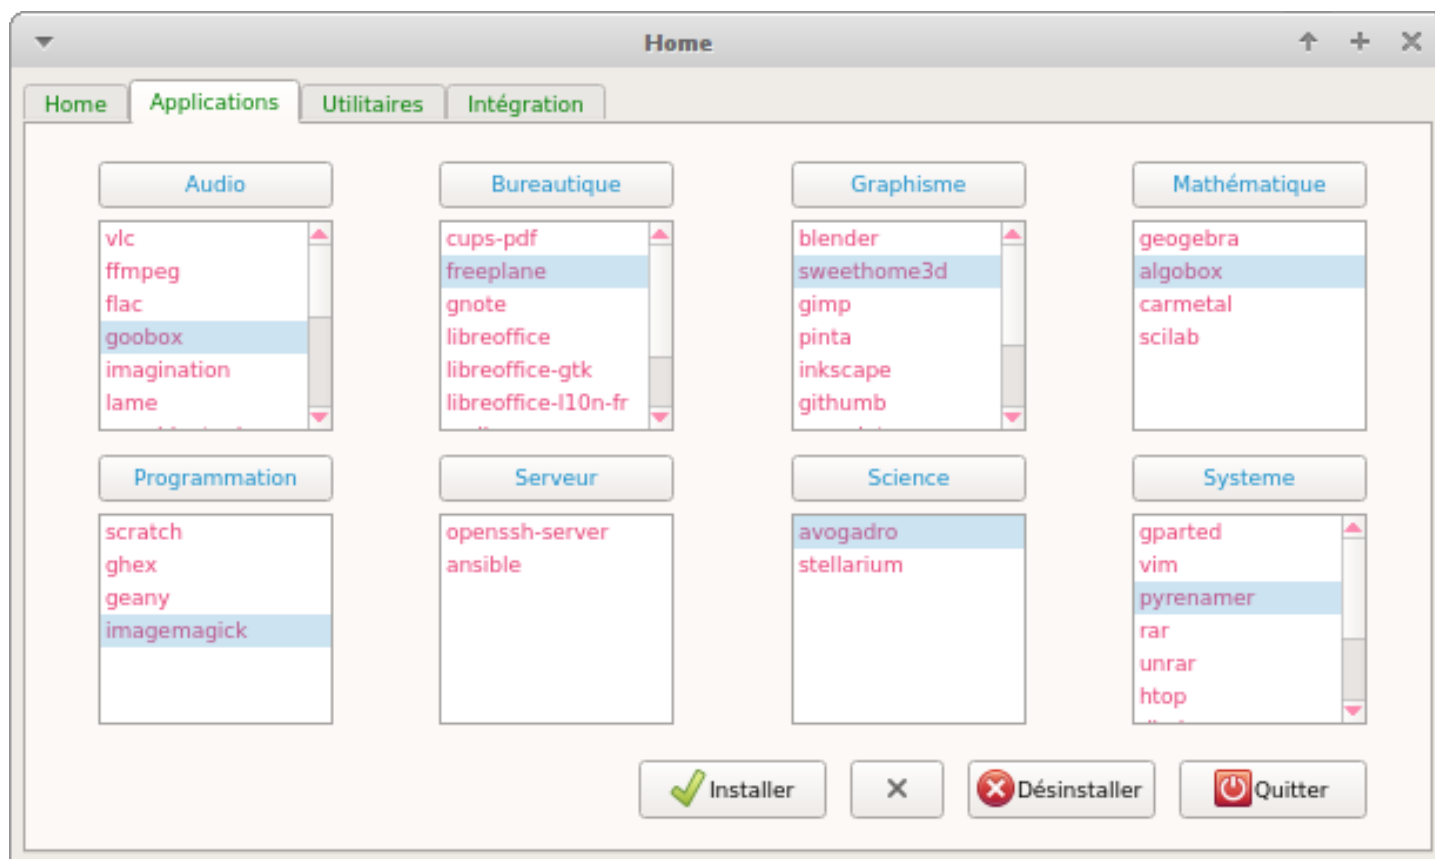 Home
Home Applications Utilitaires Intégration
Audio
vlc
ffmpeg
flac
goobox
imagination
lame
Bureautique
cups-pdf
freeplane
gnote
libreoffice
libreoffice-gtk
libreoffice-l10n-fr
Graphisme
blender
sweethome3d
gimp
pinta
inkscape
githumb
Mathématique
geogebra
algobox
carmetal
scilab
Programmation
scratch
ghex
geany
imagemagick
Serveur
openssh-server
ansible
Science
avogadro
stellarium
Systeme
gparted
vim
pyrenamer
rar
unrar
htop
Installer Désinstaller Quitter